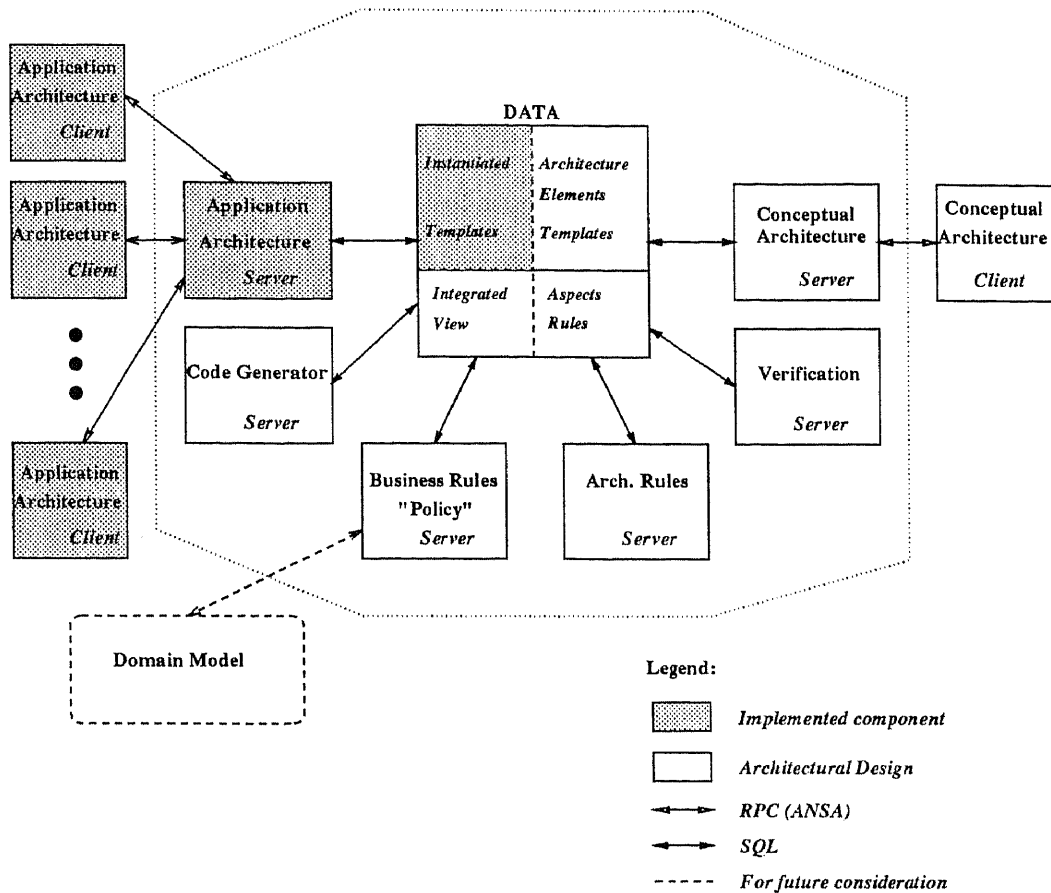 Application
Architecture
Client
DATA
Instantiated
Templates
Architecture
Elements
Templates
Application
Architecture
Client
Application
Architecture
Server
Conceptual
Architecture
Server
Conceptual
Architecture
Client
Integrated
View
Aspects
Rules
Code Generator
Server
Verification
Server
Application
Architecture
Client
Business Rules
"Policy"
Server
Arch. Rules
Server
Domain Model
Legend:
Implemented component
Architectural Design
RPC (ANSA)
SQL
For future consideration